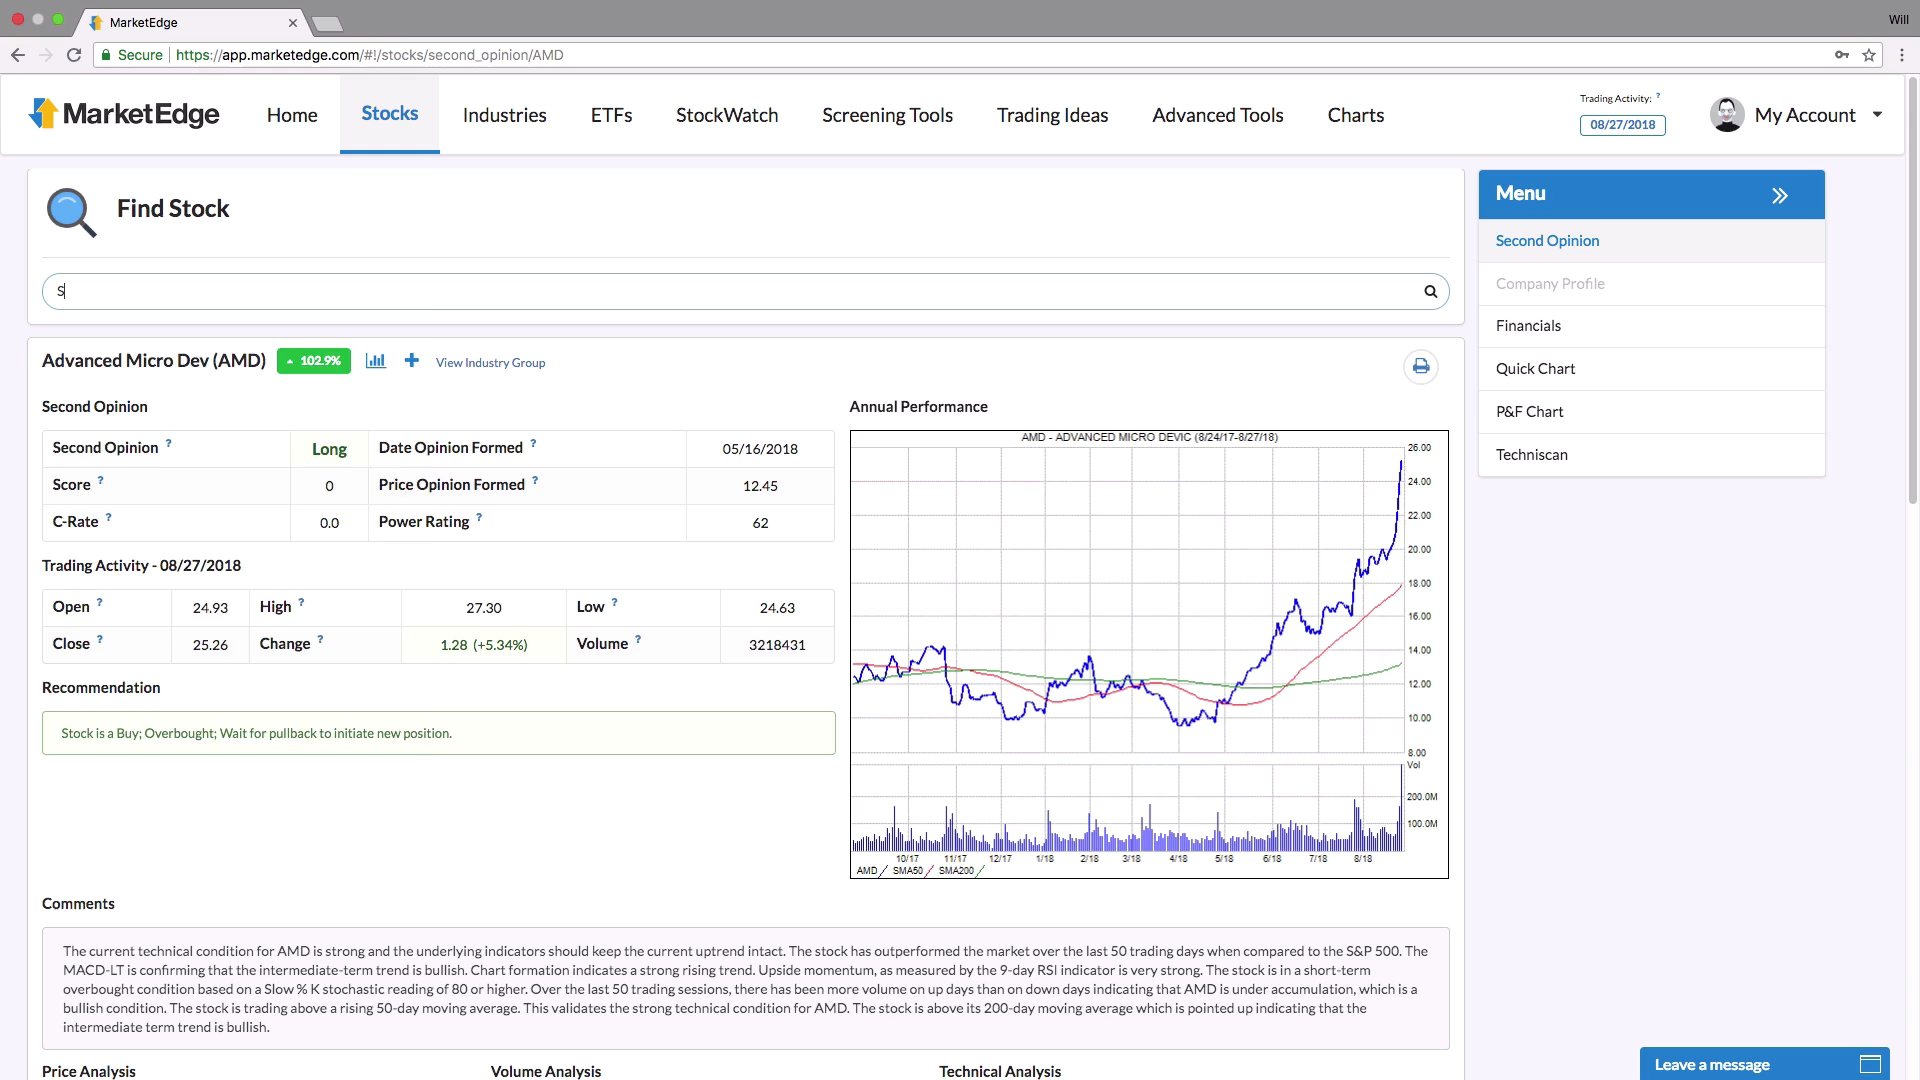 MarketEdge
Will
Secure https://app.marketedge.com/#!/stocks/second_opinion/AMD
MarketEdge Home Stocks Industries ETFs StockWatch Screening Tools Trading Ideas Advanced Tools Charts Trading Activity: ? 08/27/2018 My Account
Find Stock
S
Menu
Second Opinion
Company Profile
Financials
Quick Chart
P&F Chart
Techniscan
Advanced Micro Dev (AMD) 102.9% View Industry Group
Second Opinion
Second Opinion ? Long Date Opinion Formed ? 05/16/2018
Score ? 0 Price Opinion Formed ? 12.45
C-Rate ? 0.0 Power Rating ? 62
Trading Activity - 08/27/2018
Open ? 24.93 High ? 27.30 Low ? 24.63
Close ? 25.26 Change ? 1.28 (+5.34%) Volume ? 3218431
Recommendation
Stock is a Buy; Overbought; Wait for pullback to initiate new position.
Annual Performance
AMD - ADVANCED MICRO DEVIC (8/24/17-8/27/18)
26.00
24.00
22.00
20.00
18.00
16.00
14.00
12.00
10.00
8.00
Vol
200.0M
100.0M
10/17 11/17 12/17 1/18 2/18 3/18 4/18 5/18 6/18 7/18 8/18
AMD SMA50 SMA200
Comments
The current technical condition for AMD is strong and the underlying indicators should keep the current uptrend intact. The stock has outperformed the market over the last 50 trading days when compared to the S&P 500. The
MACD-LT is confirming that the intermediate-term trend is bullish. Chart formation indicates a strong rising trend. Upside momentum, as measured by the 9-day RSI indicator is very strong. The stock is in a short-term
overbought condition based on a Slow % K stochastic reading of 80 or higher. Over the last 50 trading sessions, there has been more volume on up days than on down days indicating that AMD is under accumulation, which is a
bullish condition. The stock is trading above a rising 50-day moving average. This validates the strong technical condition for AMD. The stock is above its 200-day moving average which is pointed up indicating that the
intermediate term trend is bullish.
Price Analysis Volume Analysis Technical Analysis
Leave a message